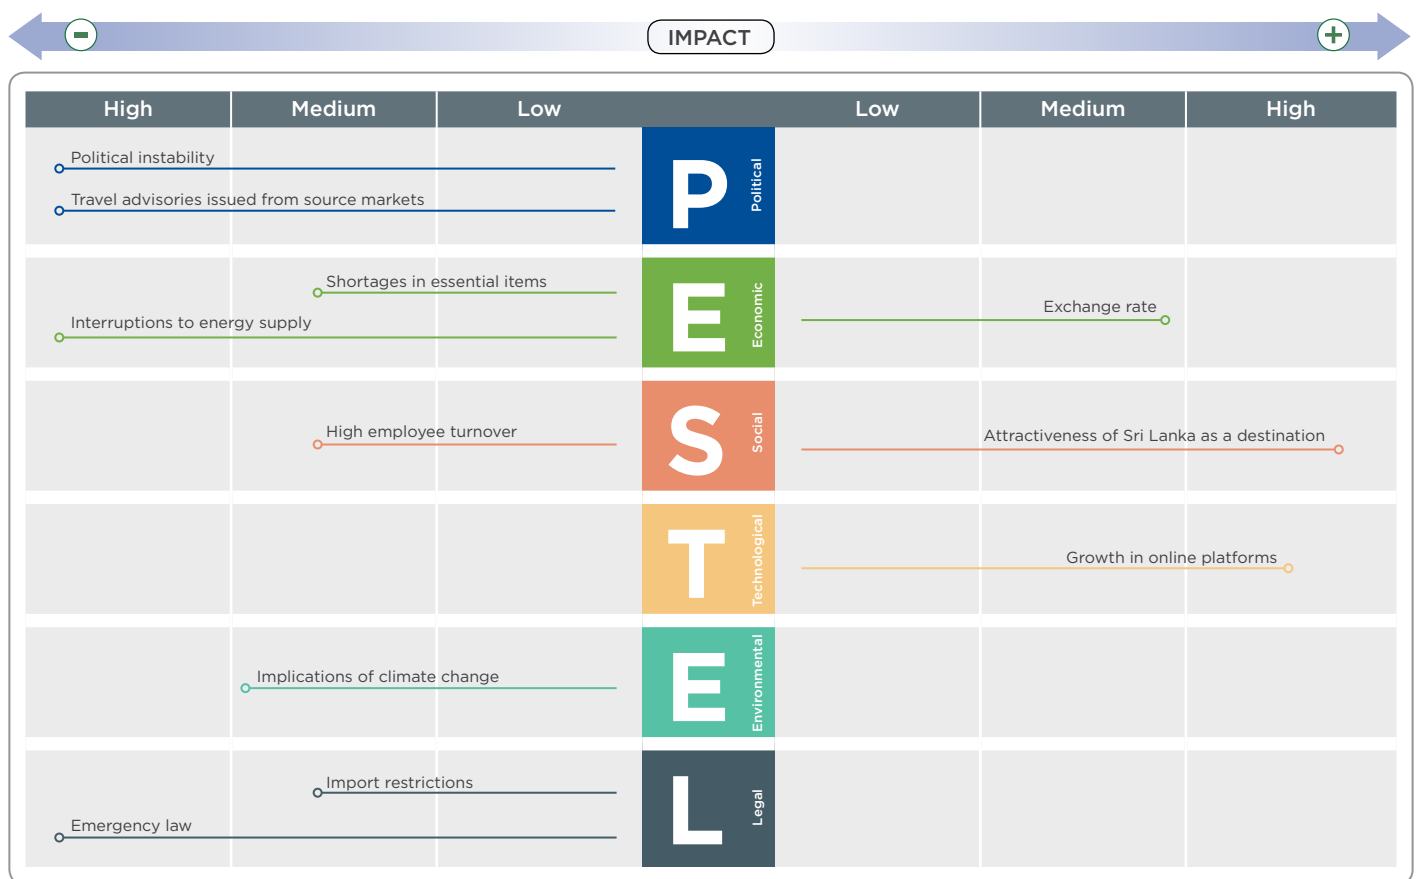 IMPACT
High Medium Low Low Medium High
Political instability
Travel advisories issued from source markets
P Political
Shortages in essential items
Interruptions to energy supply
E Economic
Exchange rate
High employee turnover
S Social
Attractiveness of Sri Lanka as a destination
T Technological
Growth in online platforms
Implications of climate change
E Environmental
Import restrictions
Emergency law
L Legal